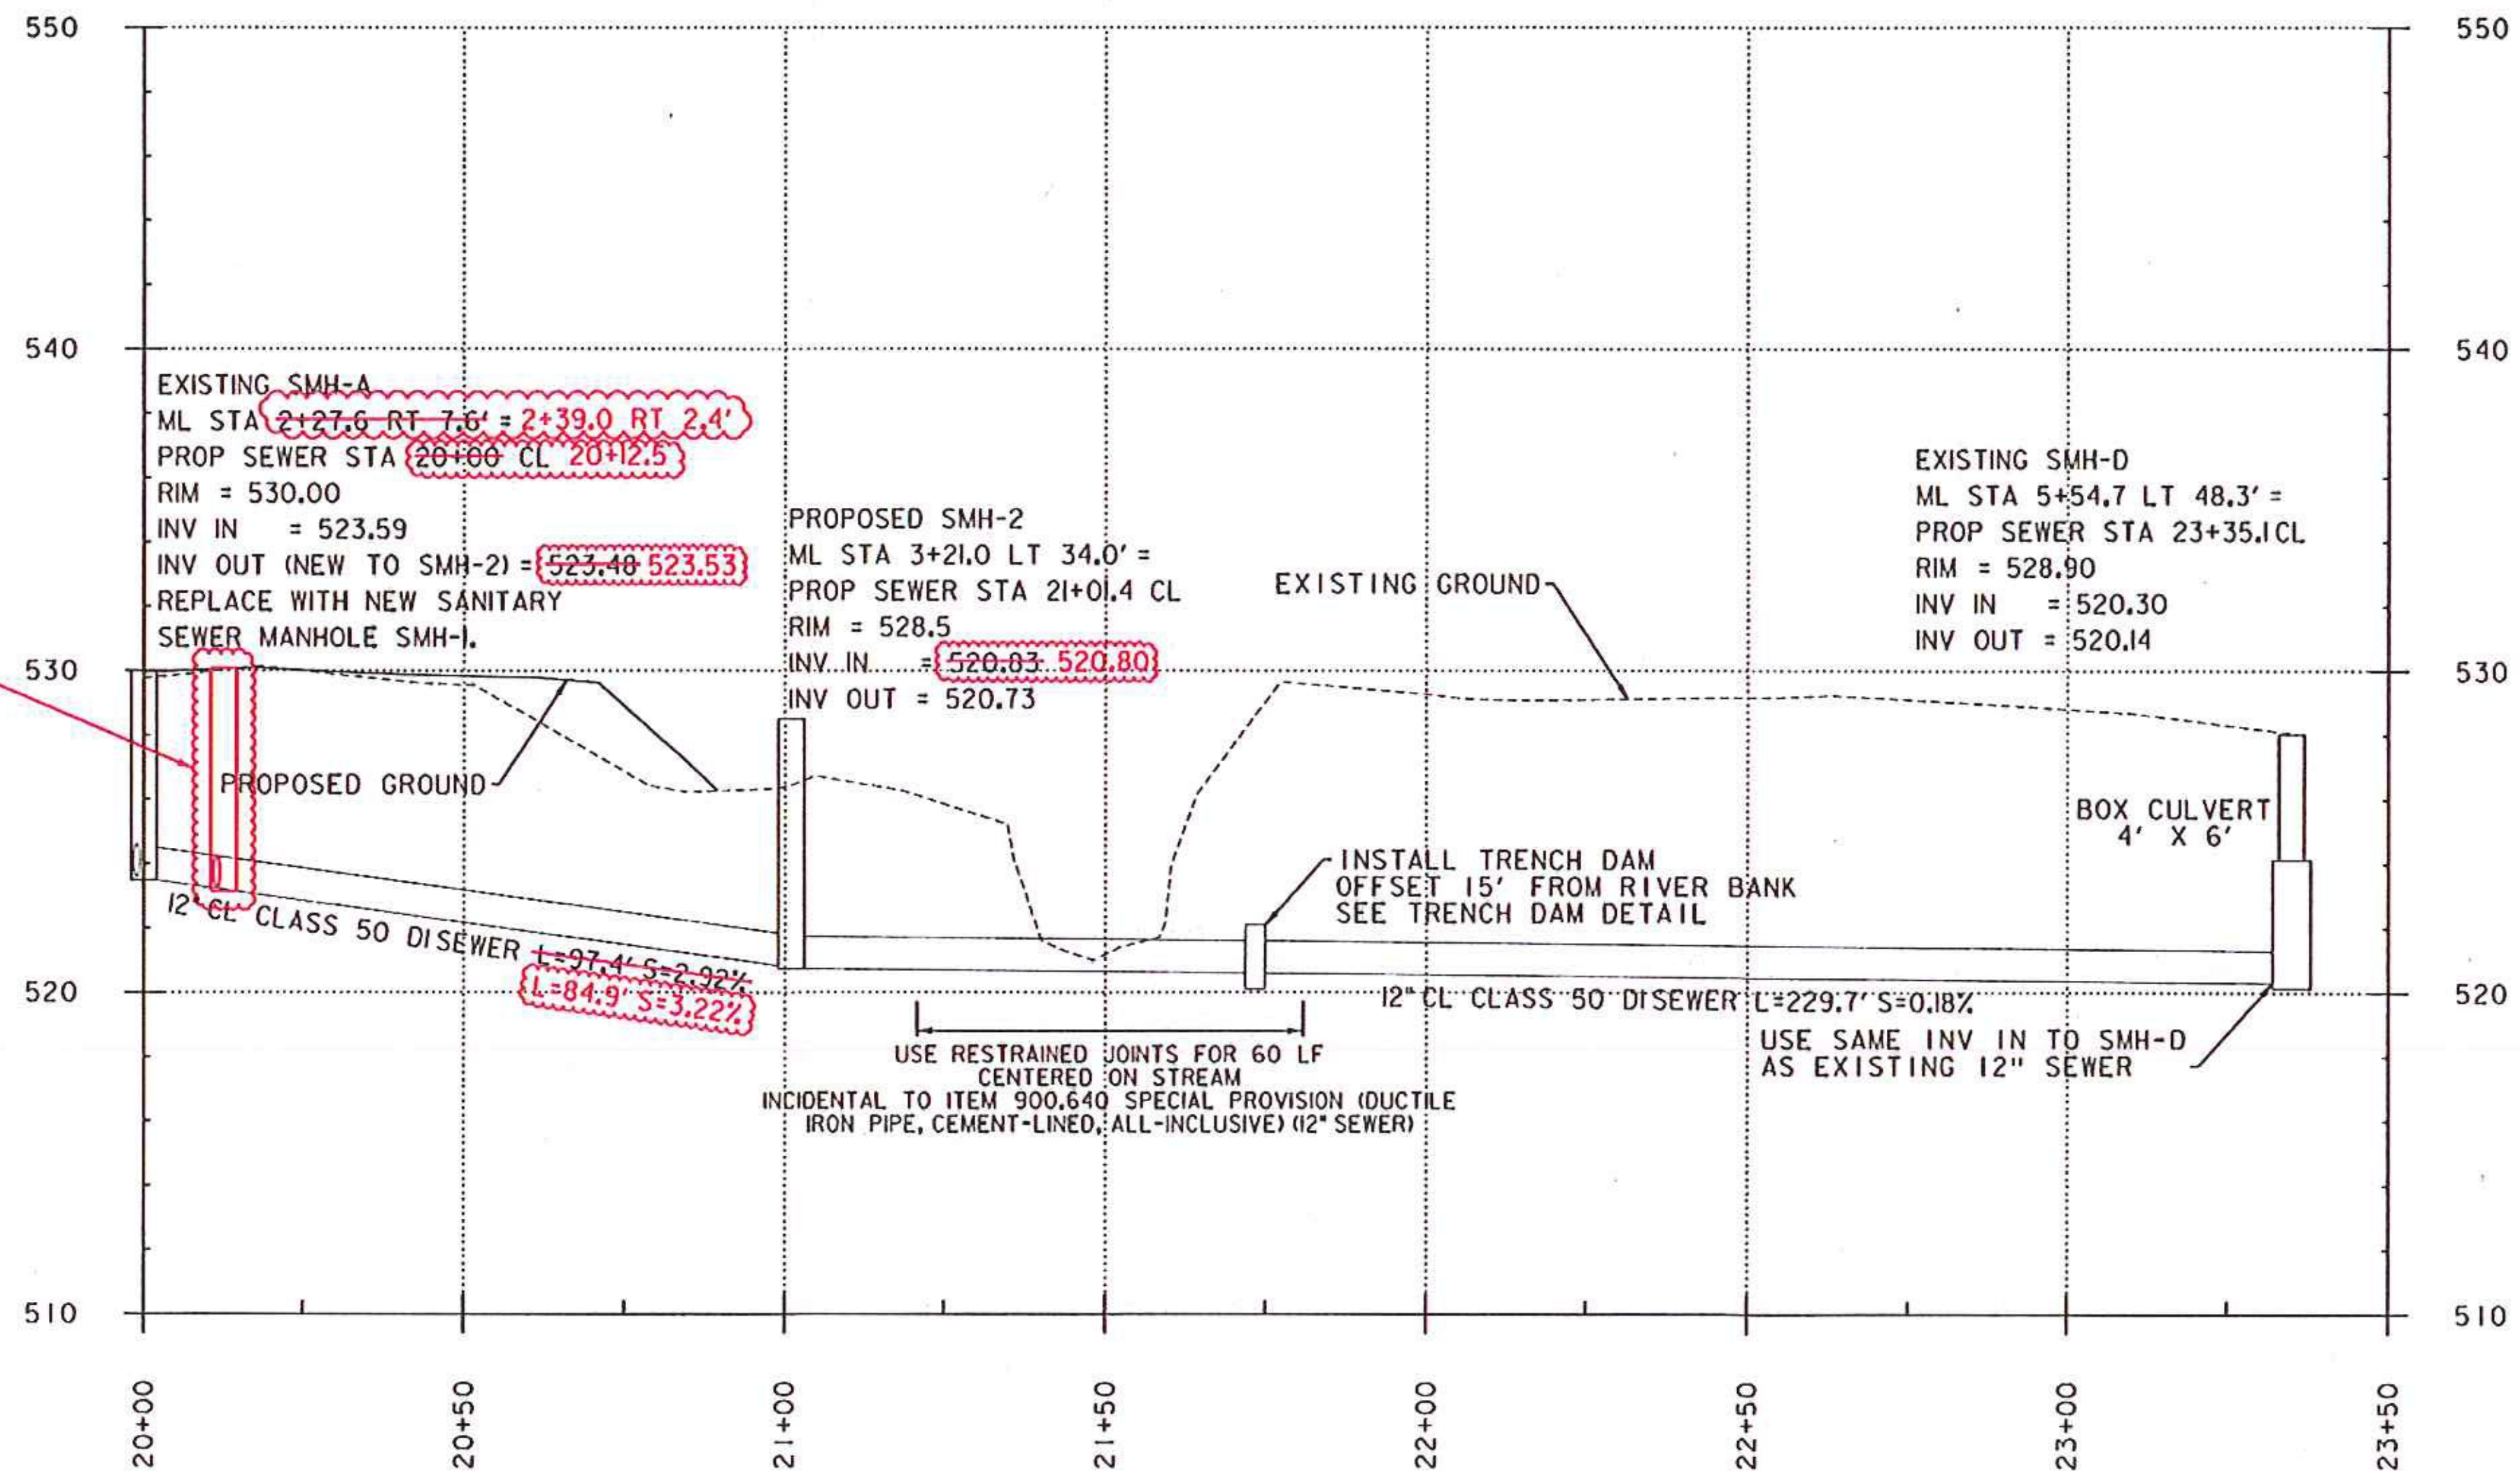 550
550
540
540
EXISTING SMH-A
ML STA 2+27.6 RT 7.6' = 2+39.0 RT 2.4'
PROP SEWER STA 20+00 CL 20+12.5
RIM = 530.00
INV IN = 523.59
INV OUT (NEW TO SMH-2) = 523.48 523.53
REPLACE WITH NEW SANITARY
SEWER MANHOLE SMH-1.
PROPOSED SMH-2
ML STA 3+21.0 LT 34.0' =
PROP SEWER STA 21+01.4 CL
RIM = 528.5
INV IN = 520.83 520.80
INV OUT = 520.73
EXISTING GROUND
EXISTING SMH-D
ML STA 5+54.7 LT 48.3' =
PROP SEWER STA 23+35.1 CL
RIM = 528.90
INV IN = 520.30
INV OUT = 520.14
530
530
PROPOSED GROUND
BOX CULVERT
4' X 6'
INSTALL TRENCH DAM
OFFSET 15' FROM RIVER BANK
SEE TRENCH DAM DETAIL
12" CL CLASS 50 DI SEWER L=97.4' S=2.92%
L=84.9' S=3.22%
520
520
12" CL CLASS 50 DI SEWER L=229.7' S=0.18%
USE SAME INV IN TO SMH-D
AS EXISTING 12" SEWER
USE RESTRAINED JOINTS FOR 60 LF
CENTERED ON STREAM
INCIDENTAL TO ITEM 900.640 SPECIAL PROVISION (DUCTILE
IRON PIPE, CEMENT-LINED, ALL-INCLUSIVE) (12" SEWER)
510
510
20+00
20+50
21+00
21+50
22+00
22+50
23+00
23+50